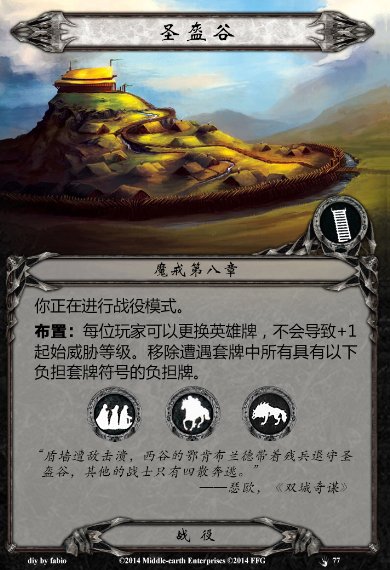 圣盔谷
魔戒第八章
你正在进行战役模式。
布置：每位玩家可以更换英雄牌，不会导致+1
起始威胁等级。移除遭遇套牌中所有具有以下
负担套牌符号的负担牌。
“盾墙遭敌击溃，西谷的鄂肯布兰德带着残兵退守圣
盔谷，其他的战士只有四散奔逃。”
——瑟欧，《双城奇谋》
战役
diy by fabio ©2014 Middle-earth Enterprises ©2014 FFG 77